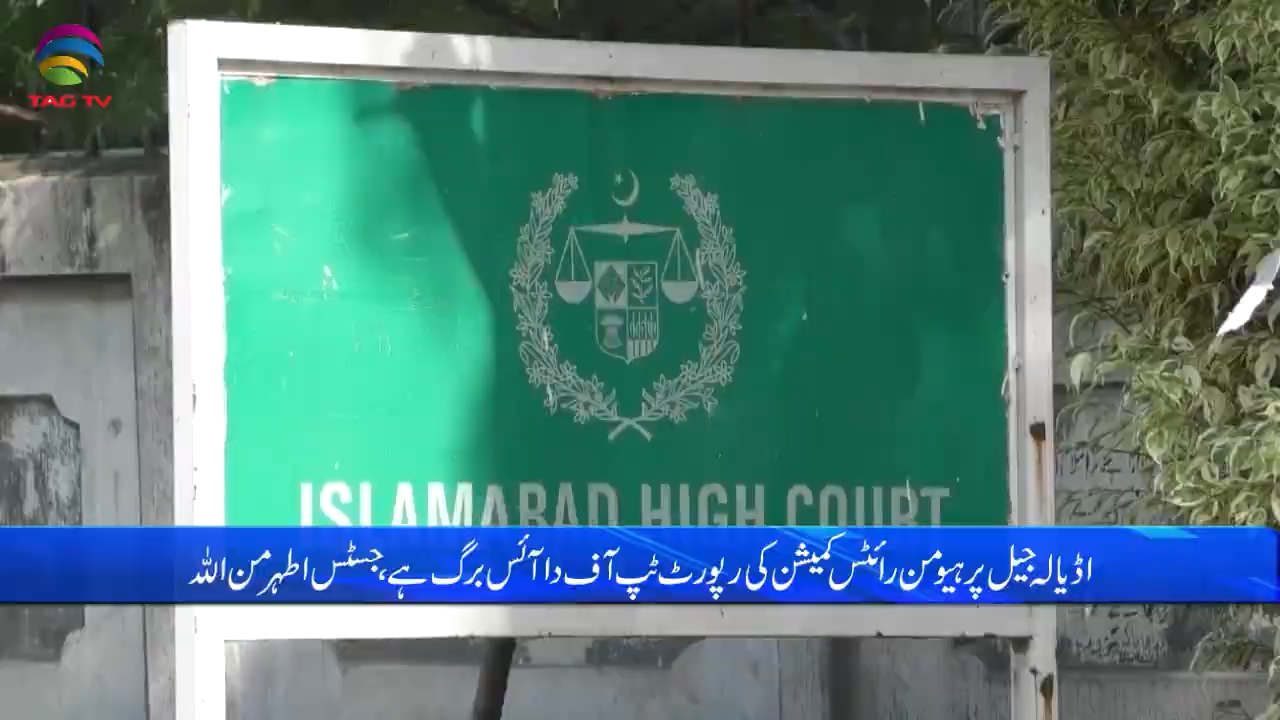 TAG TV
ISLAMABAD HIGH COURT
اڈیالہ جیل پر ہیومن رائٹس کمیشن کی رپورٹ ٹپ آف دا آئس برگ ہے، جسٹس اطہر من اللہ